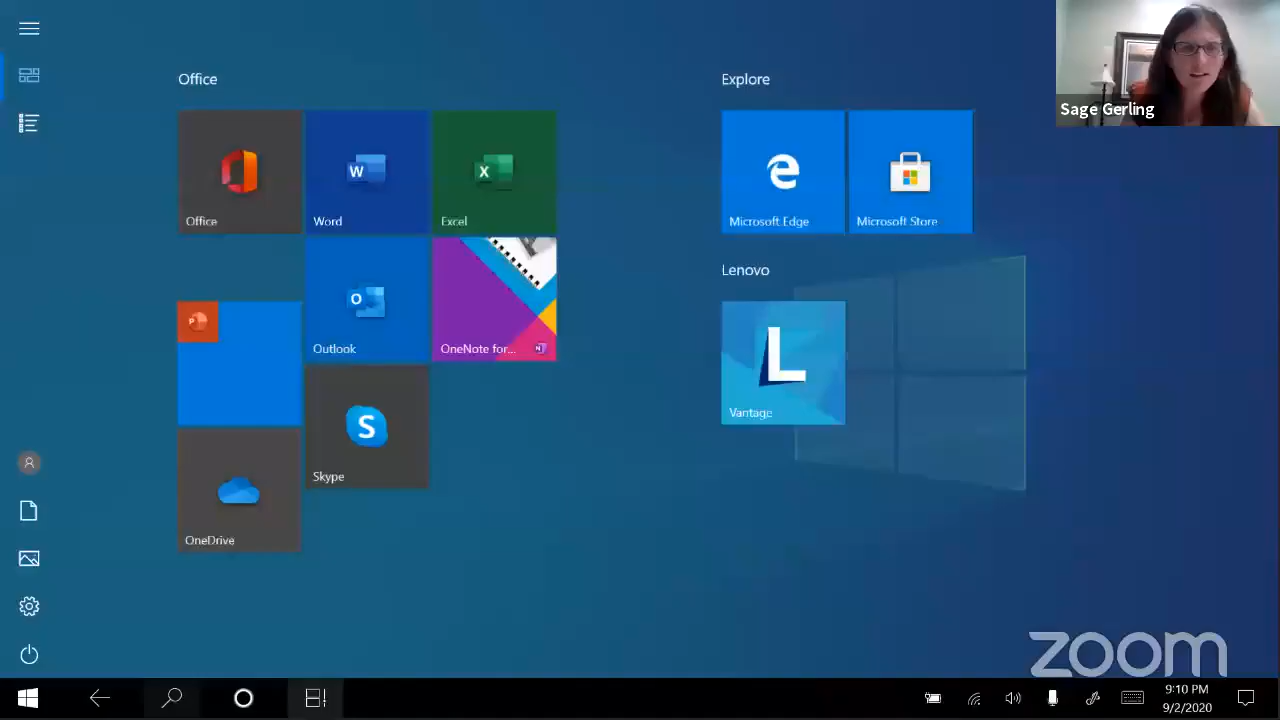 Office
Explore
Sage Gerling
W
X
e
Office
Word
Excel
Microsoft Edge
Microsoft Store
Lenovo
P
O
L
Outlook
OneNote for...
N
Vantage
S
Skype
OneDrive
zoom
9:10 PM
9/2/2020